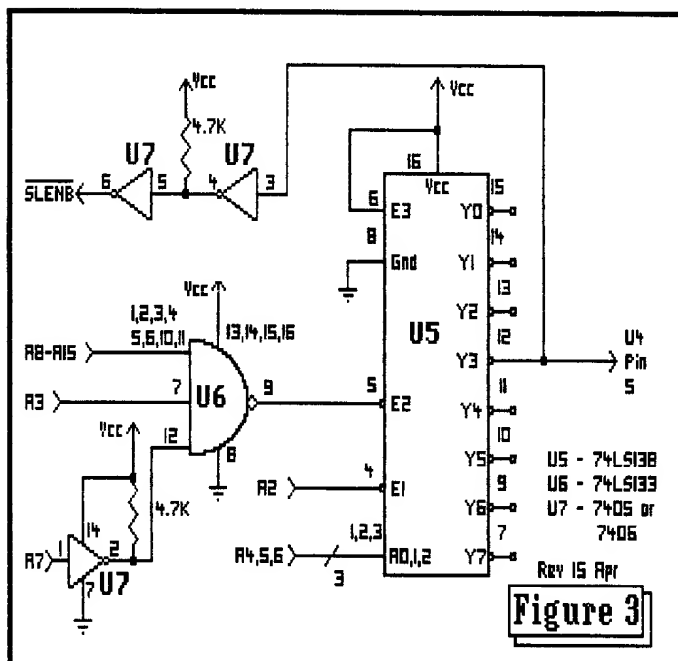 Vcc
4.7K
U7
U7
SLENB
6
5
4
3
Vcc
16
Vcc
6
E3
8
Gnd
U5
15
Y0
14
Y1
13
Y2
12
Y3
11
Y4
10
Y5
9
Y6
7
Y7
U4
Pin
5
Vcc
1,2,3,4
5,6,10,11
13,14,15,16
A8-A15
7
A3
U6
9
5
E2
12
8
Vcc
4.7K
14
A7
1
2
7
U7
A2
4
E1
1,2,3
A4,5,6
3
A0,1,2
U5 - 74LS138
U6 - 74LS133
U7 - 7405 or
7406
Rev 15 Apr
Figure 3